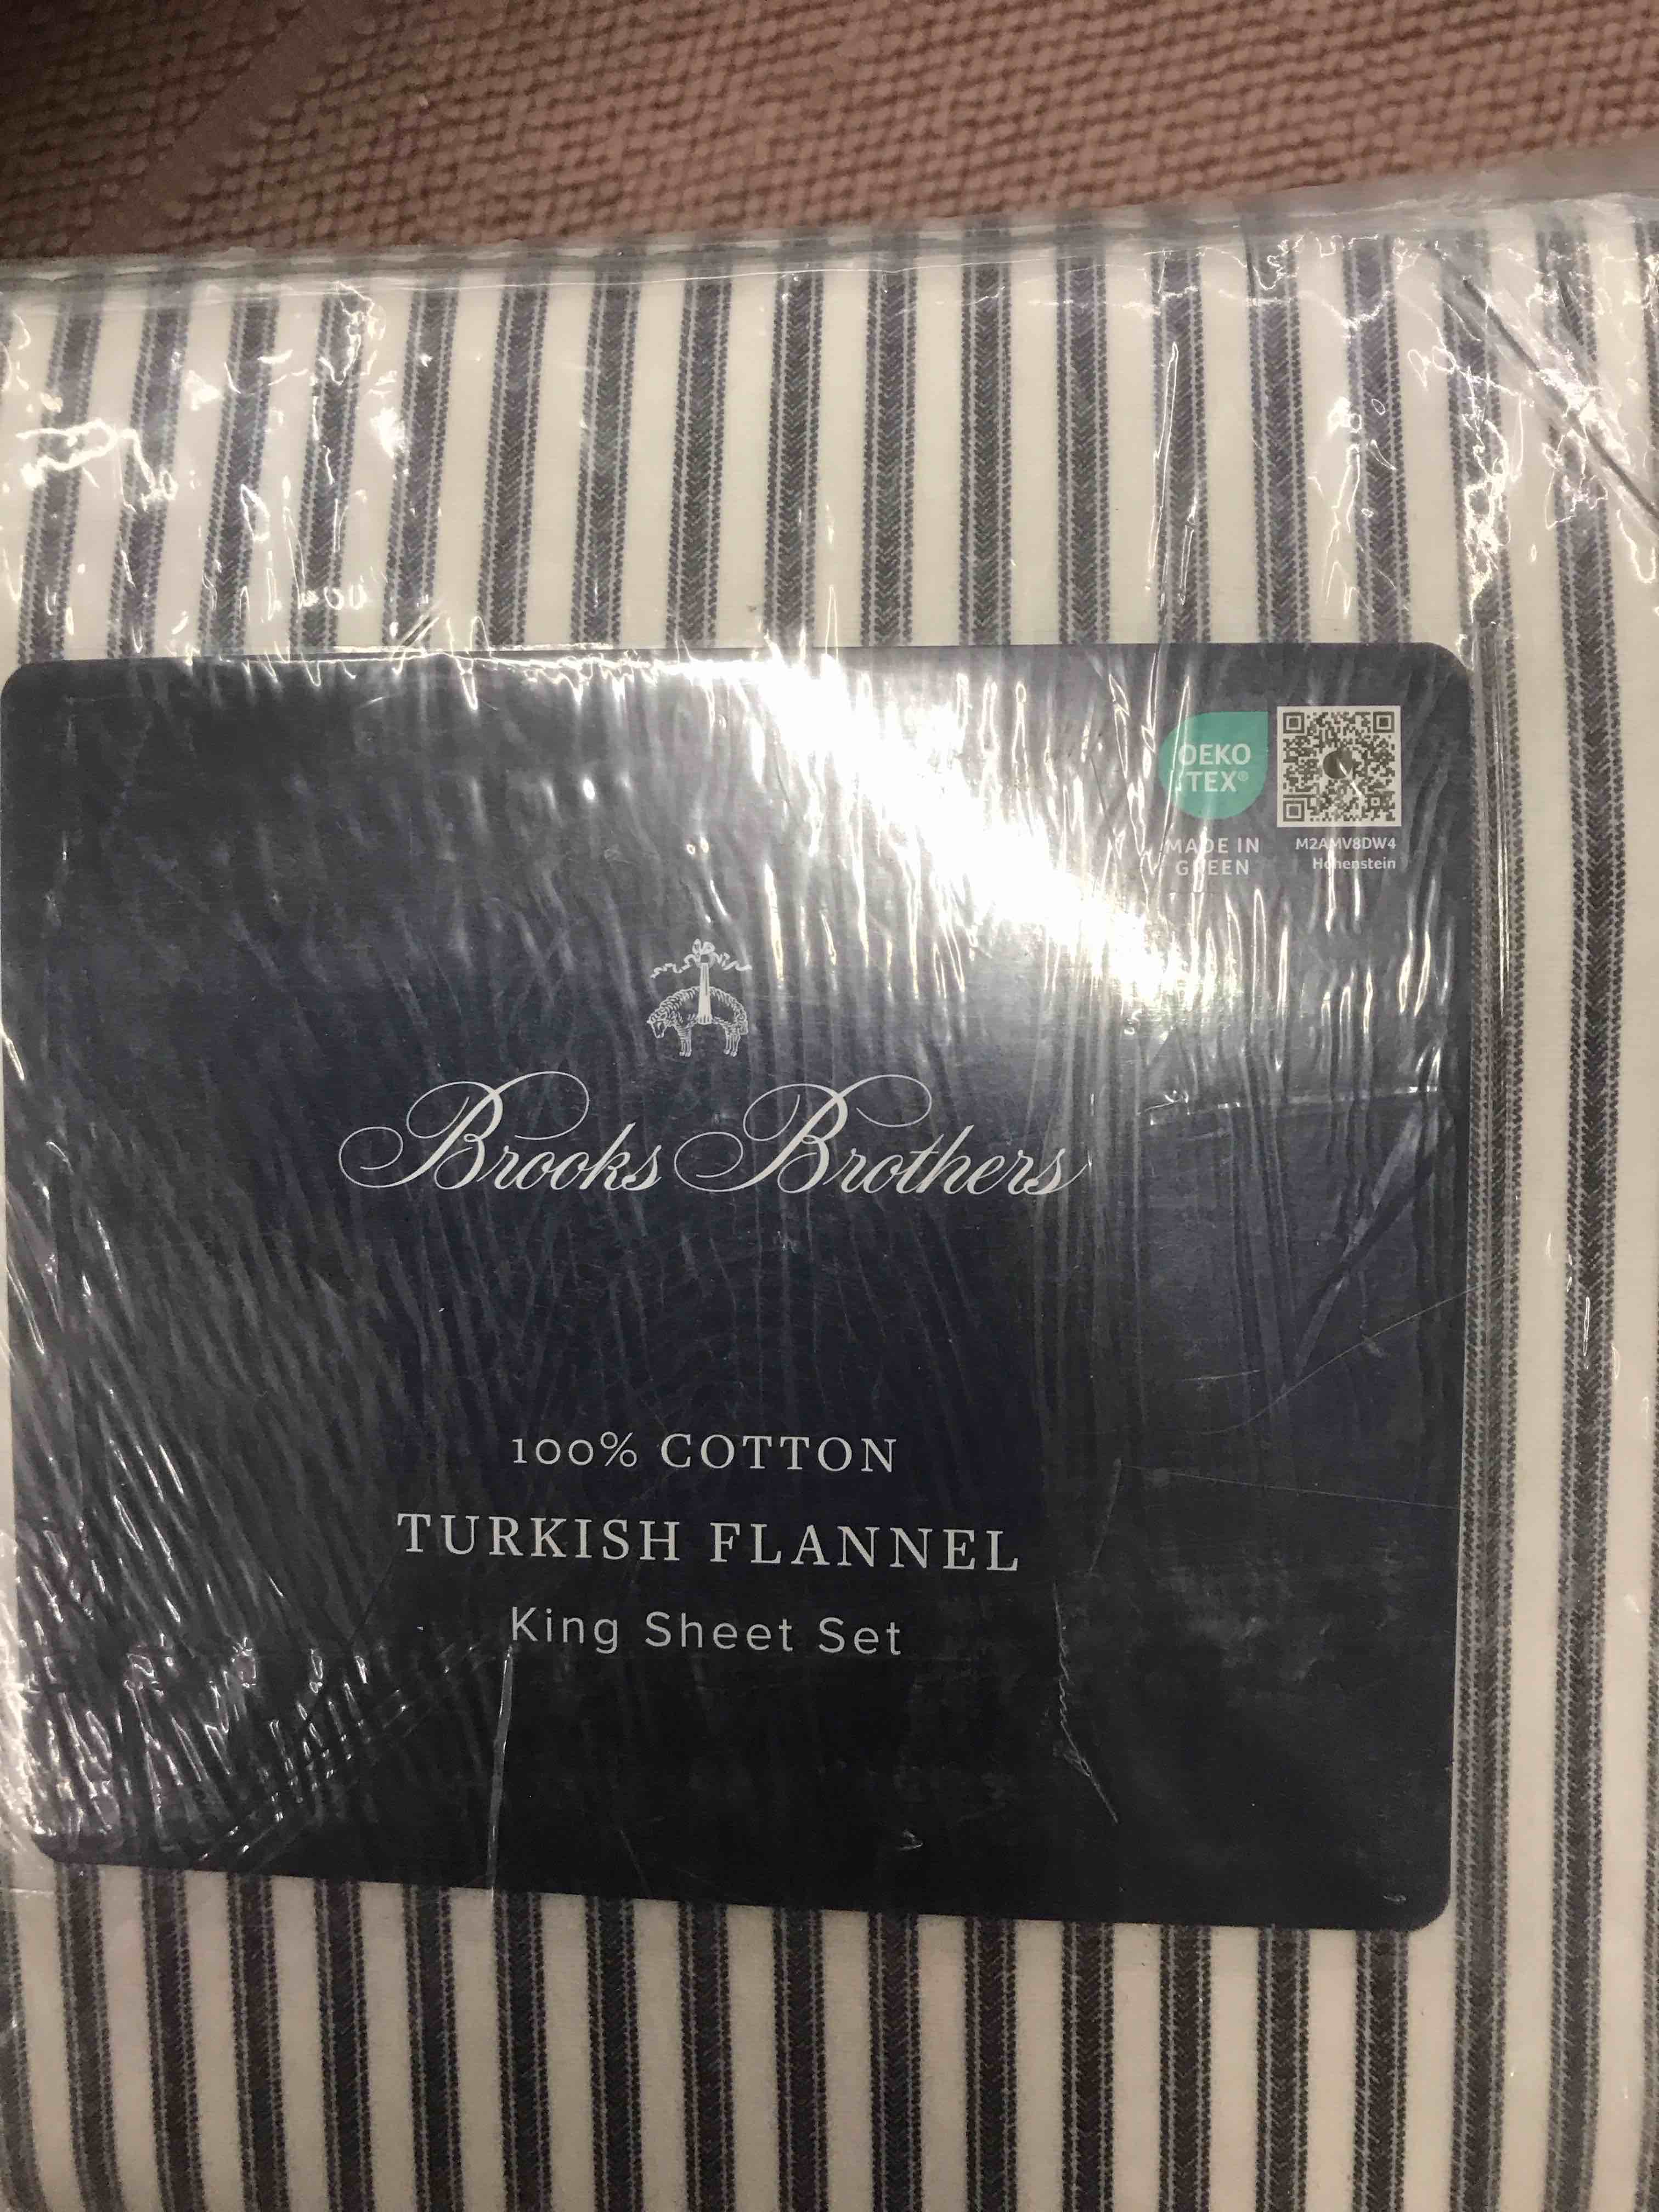 OEKO
TEX®
MADE IN
GREEN
M2AMV8DW4
Hohenstein
Brooks Brothers
100% COTTON
TURKISH FLANNEL
King Sheet Set